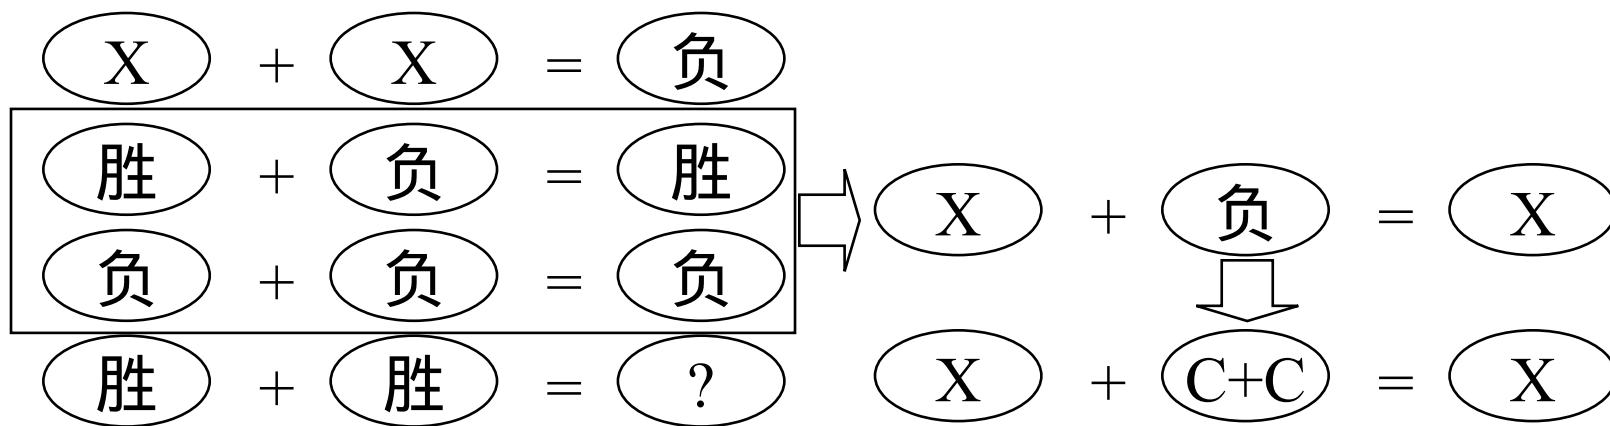 X + X = 负
胜 + 负 = 胜
X + 负 = X
负 + 负 = 负
胜 + 胜 = ?
X + C+C = X